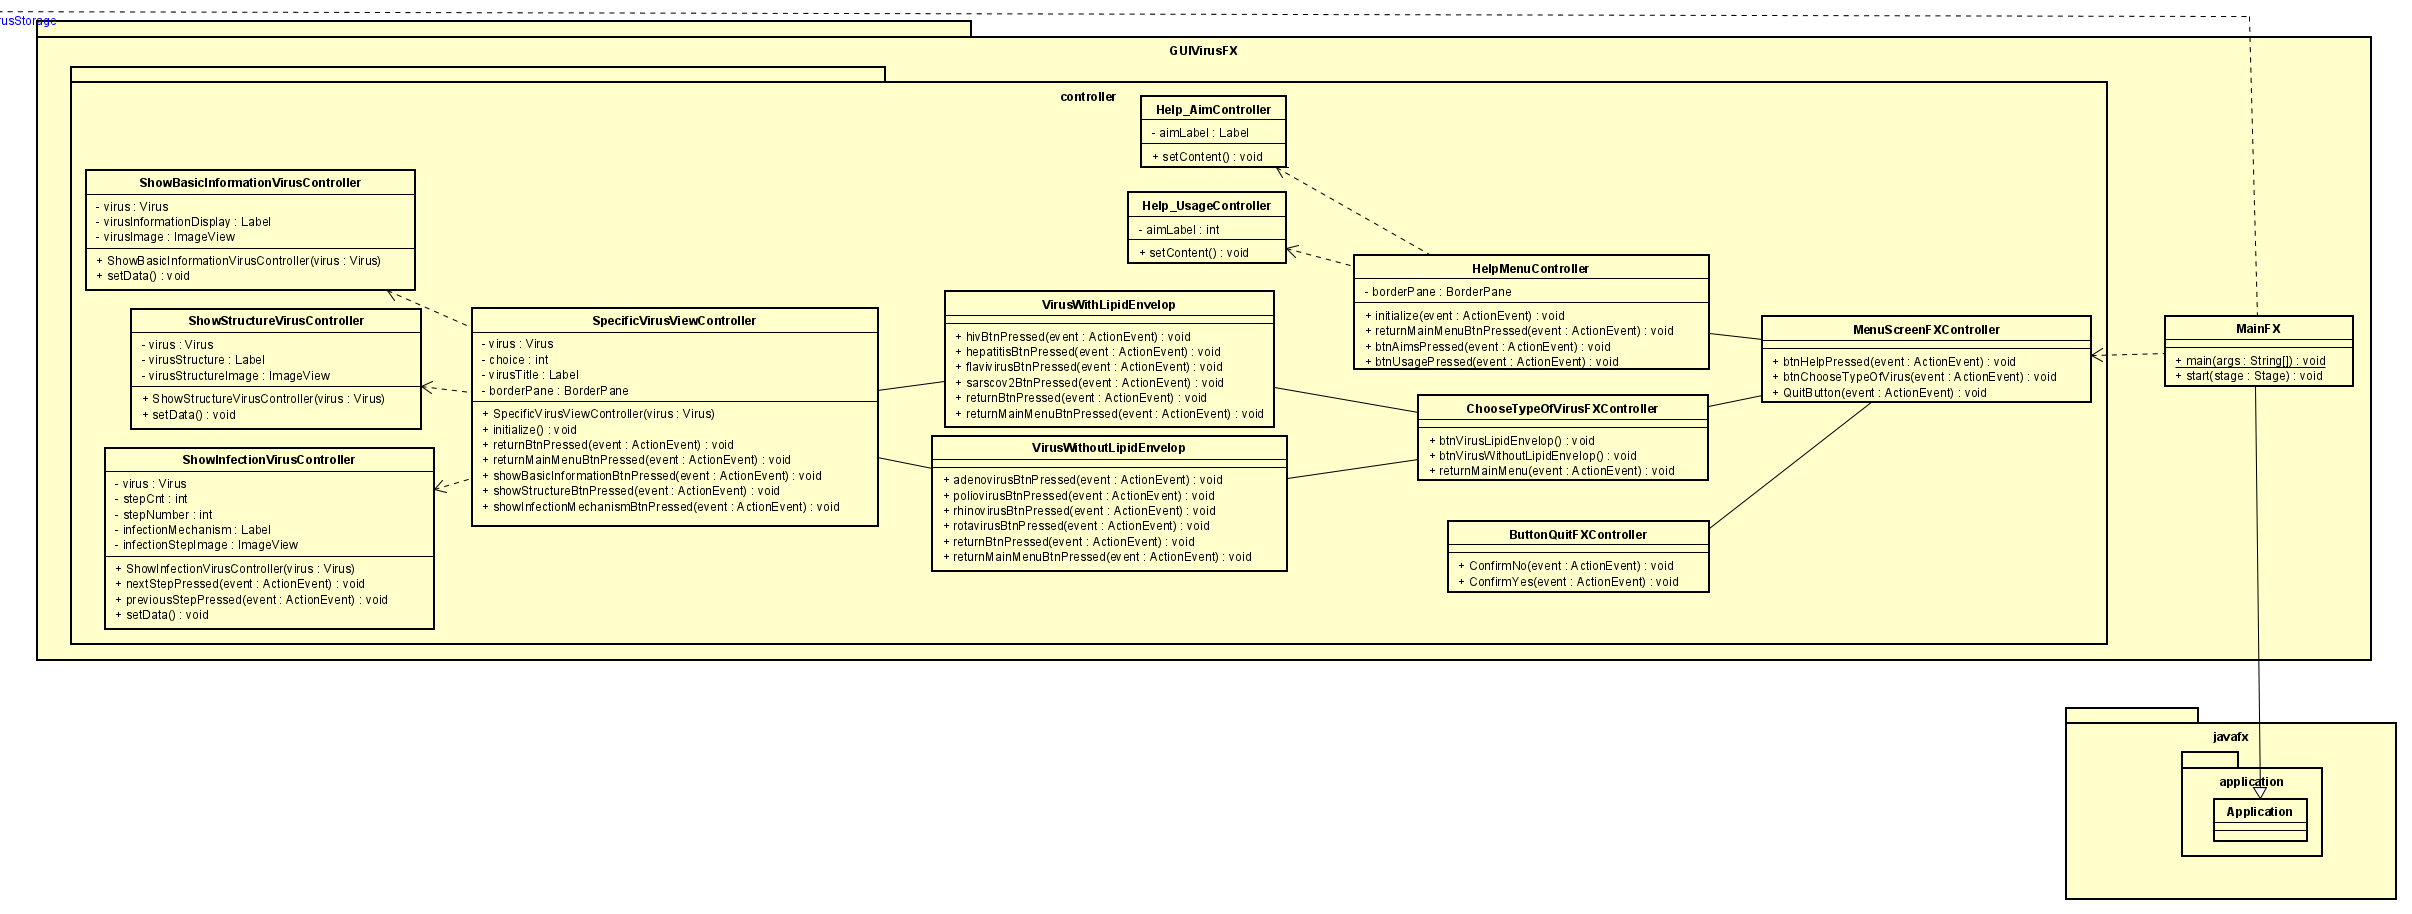 rusStorage
GUIVirusFX
controller
Help_AimController
- aimLabel : Label
+ setContent() : void
ShowBasicInformationVirusController
- virus : Virus
- virusInformationDisplay : Label
- virusImage : ImageView
+ ShowBasicInformationVirusController(virus : Virus)
+ setData() : void
Help_UsageController
- aimLabel : int
+ setContent() : void
HelpMenuController
- borderPane : BorderPane
+ initialize(event : ActionEvent) : void
+ returnMainMenuBtnPressed(event : ActionEvent) : void
+ btnAimsPressed(event : ActionEvent) : void
+ btnUsagePressed(event : ActionEvent) : void
ShowStructureVirusController
- virus : Virus
- virusStructure : Label
- virusStructureImage : ImageView
+ ShowStructureVirusController(virus : Virus)
+ setData() : void
SpecificVirusViewController
- virus : Virus
- choice : int
- virusTitle : Label
- borderPane : BorderPane
+ SpecificVirusViewController(virus : Virus)
+ initialize() : void
+ returnBtnPressed(event : ActionEvent) : void
+ returnMainMenuBtnPressed(event : ActionEvent) : void
+ showBasicInformationBtnPressed(event : ActionEvent) : void
+ showStructureBtnPressed(event : ActionEvent) : void
+ showInfectionMechanismBtnPressed(event : ActionEvent) : void
VirusWithLipidEnvelop
+ hivBtnPressed(event : ActionEvent) : void
+ hepatitisBtnPressed(event : ActionEvent) : void
+ flavivirusBtnPressed(event : ActionEvent) : void
+ sarscov2BtnPressed(event : ActionEvent) : void
+ returnBtnPressed(event : ActionEvent) : void
+ returnMainMenuBtnPressed(event : ActionEvent) : void
MenuScreenFXController
+ btnHelpPressed(event : ActionEvent) : void
+ btnChooseTypeOfVirus(event : ActionEvent) : void
+ QuitButton(event : ActionEvent) : void
MainFX
+ main(args : String[]) : void
+ start(stage : Stage) : void
ChooseTypeOfVirusFXController
+ btnVirusLipidEnvelop() : void
+ btnVirusWithoutLipidEnvelop() : void
+ returnMainMenu(event : ActionEvent) : void
VirusWithoutLipidEnvelop
+ adenovirusBtnPressed(event : ActionEvent) : void
+ poliovirusBtnPressed(event : ActionEvent) : void
+ rhinovirusBtnPressed(event : ActionEvent) : void
+ rotavirusBtnPressed(event : ActionEvent) : void
+ returnBtnPressed(event : ActionEvent) : void
+ returnMainMenuBtnPressed(event : ActionEvent) : void
ShowInfectionVirusController
- virus : Virus
- stepCnt : int
- stepNumber : int
- infectionMechanism : Label
- infectionStepImage : ImageView
+ ShowInfectionVirusController(virus : Virus)
+ nextStepPressed(event : ActionEvent) : void
+ previousStepPressed(event : ActionEvent) : void
+ setData() : void
ButtonQuitFXController
+ ConfirmNo(event : ActionEvent) : void
+ ConfirmYes(event : ActionEvent) : void
javafx
application
Application